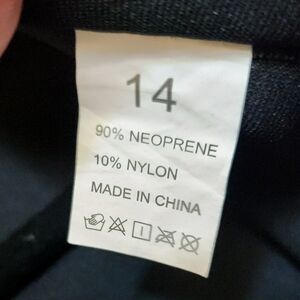 14
90% NEOPRENE
10% NYLON
MADE IN CHINA